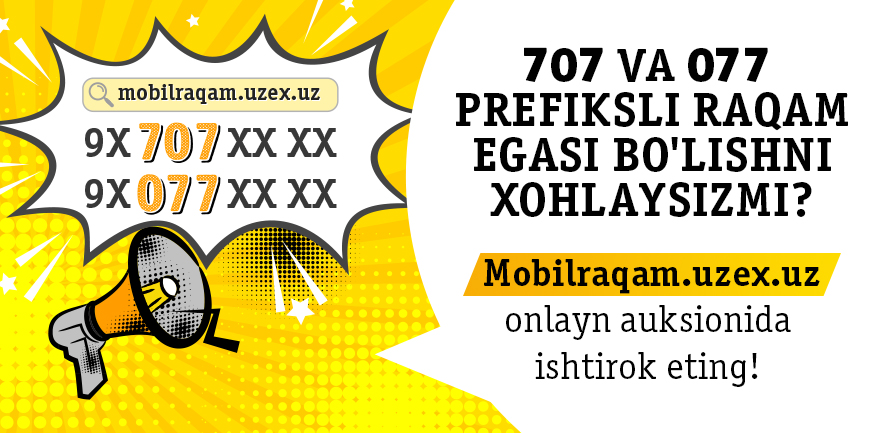 mobilraqam.uzex.uz
9X 707 XX XX
9X 077 XX XX
707 VA 077
PREFIKSLI RAQAM
EGASI BO'LISHNI
XOHLAYSIZMI?
Mobilraqam.uzex.uz
onlayn auksionida
ishtirok eting!